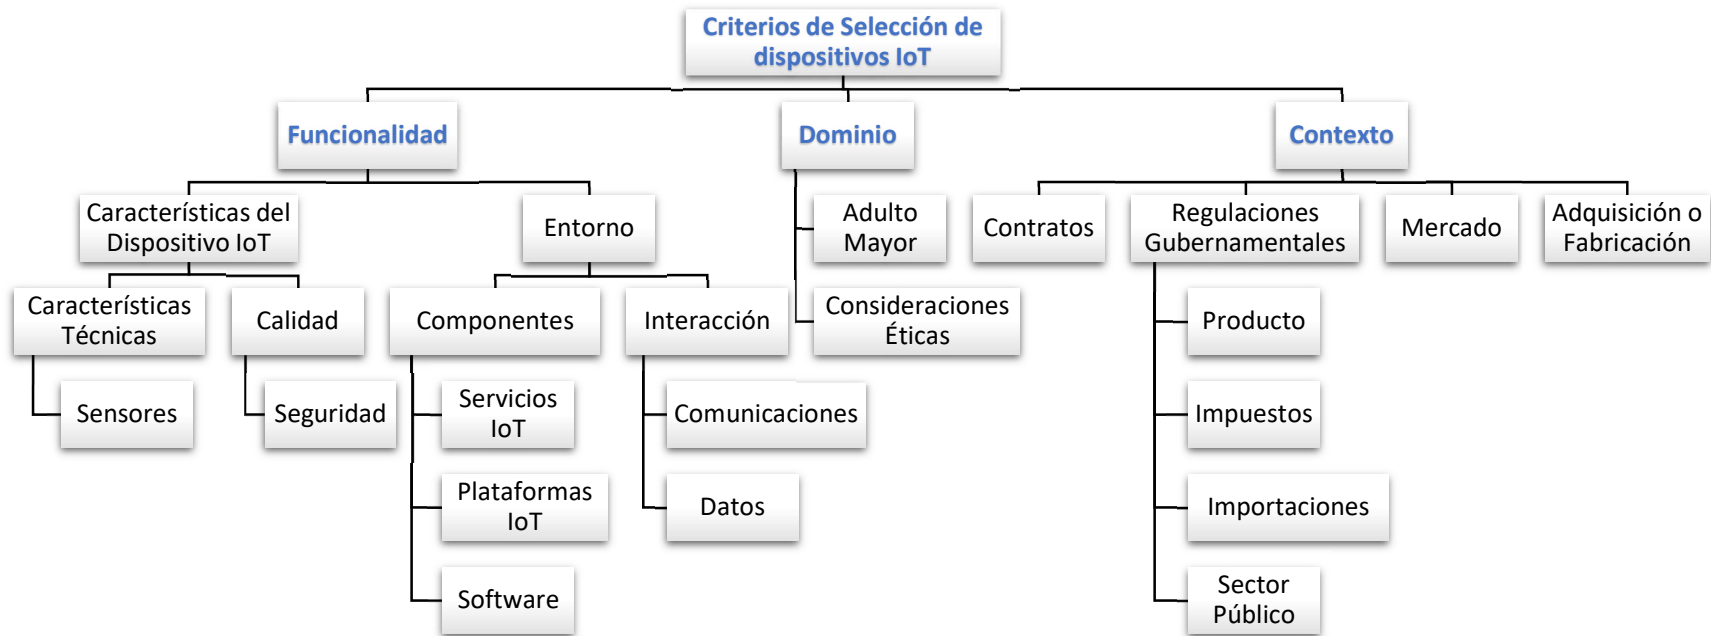 Criterios de Selección de
dispositivos IoT
Funcionalidad
Dominio
Contexto
Característícas del
Dispositivo IoT
Entorno
Adulto
Mayor
Contratos
Regulaciones
Gubernamentales
Mercado
Adquisición o
Fabricación
Característícas
Técnicas
Calidad
Componentes
Interacción
Consideraciones
Éticas
Producto
Sensores
Seguridad
Servicios
IoT
Comunicaciones
Impuestos
Plataformas
IoT
Datos
Importaciones
Software
Sector
Público